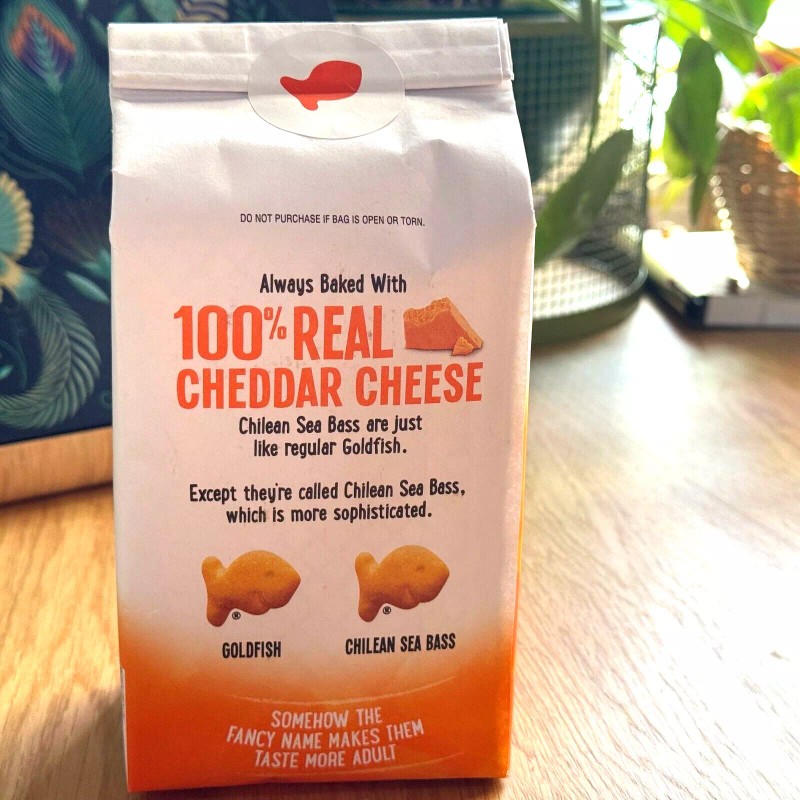 DO NOT PURCHASE IF BAG IS OPEN OR TORN.
Always Baked With
100% REAL
CHEDDAR CHEESE
Chilean Sea Bass are just
like regular Goldfish.
Except they're called Chilean Sea Bass,
which is more sophisticated.
® ®
GOLDFISH CHILEAN SEA BASS
SOMEHOW THE
FANCY NAME MAKES THEM
TASTE MORE ADULT